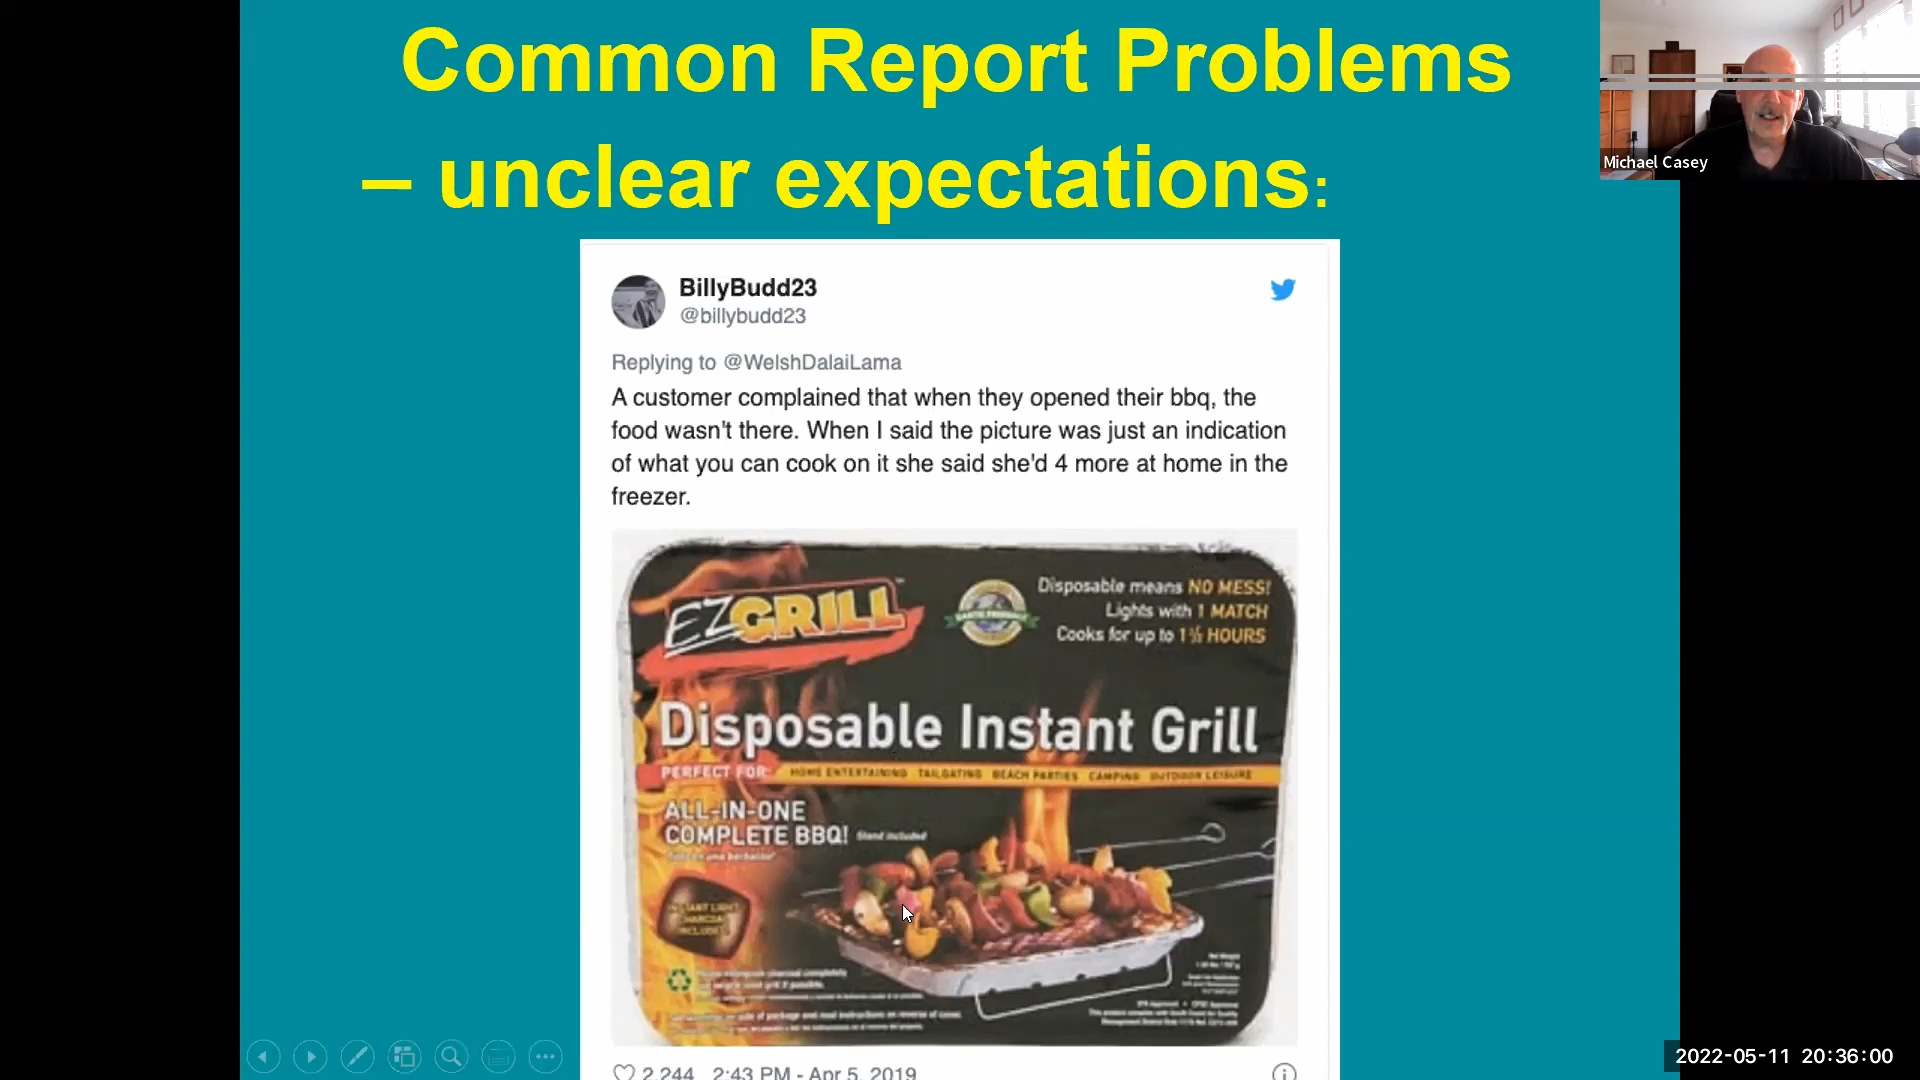 Common Report Problems
– unclear expectations:
Michael Casey
BillyBudd23
@billybudd23
Replying to @WelshDalaiLama
A customer complained that when they opened their bbq, the
food wasn't there. When I said the picture was just an indication
of what you can cook on it she said she'd 4 more at home in the
freezer.
EZGRILL
Disposable means NO MESS!
Lights with 1 MATCH
Cooks for up to 1½ HOURS
Disposable Instant Grill
PERFECT FOR: HOME ENTERTAINING TAILGATING BEACH PARTIES CAMPING OUTDOOR LEISURE
ALL-IN-ONE
COMPLETE BBQ! Stand included
INSTANT LIGHT
CHARCOAL
INCLUDED
2,244 2:43 PM - Apr 5, 2019
2022-05-11 20:36:00